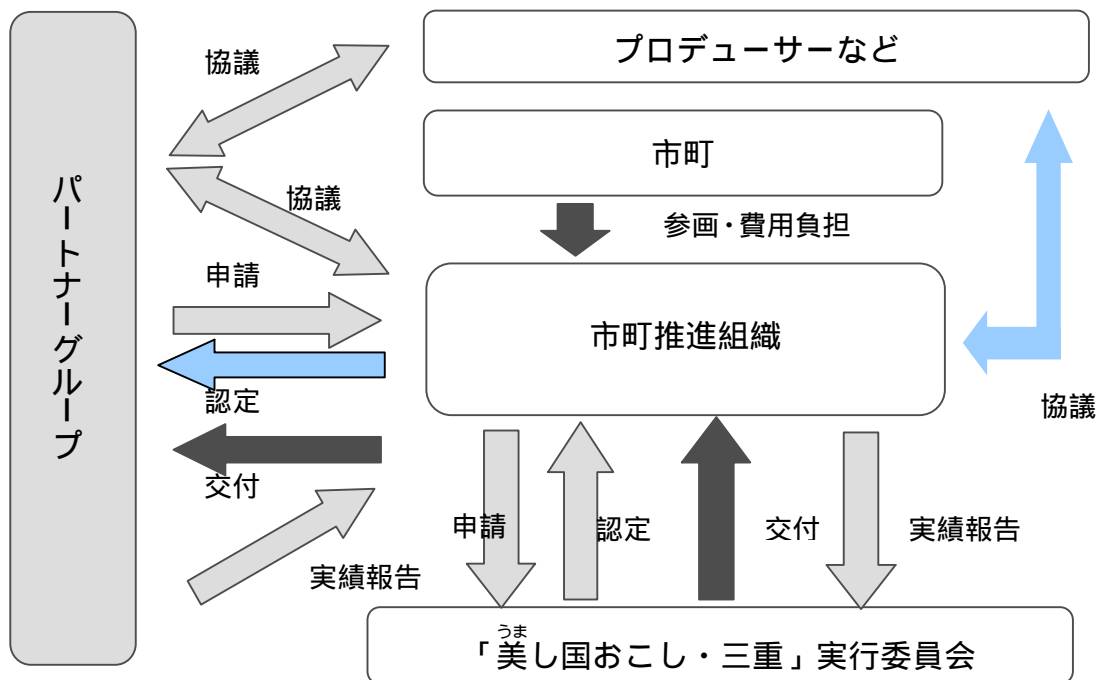 パートナーグループ
協議
プロデューサーなど
市町
協議
参画・費用負担
申請
市町推進組織
認定
協議
交付
申請
認定
交付
実績報告
実績報告
うま
「美し国おこし・三重」実行委員会